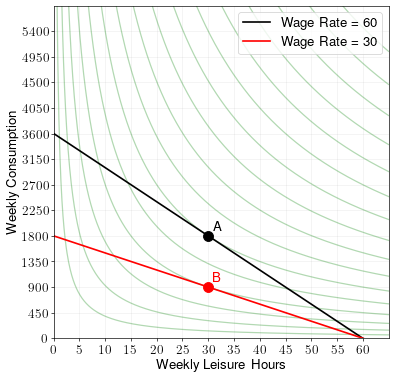 Wage Rate = 60
Wage Rate = 30
5400
4950
4500
4050
3600
3150
2700
2250
1800
1350
900
450
0
Weekly Consumption
A
B
0 5 10 15 20 25 30 35 40 45 50 55 60
Weekly Leisure Hours